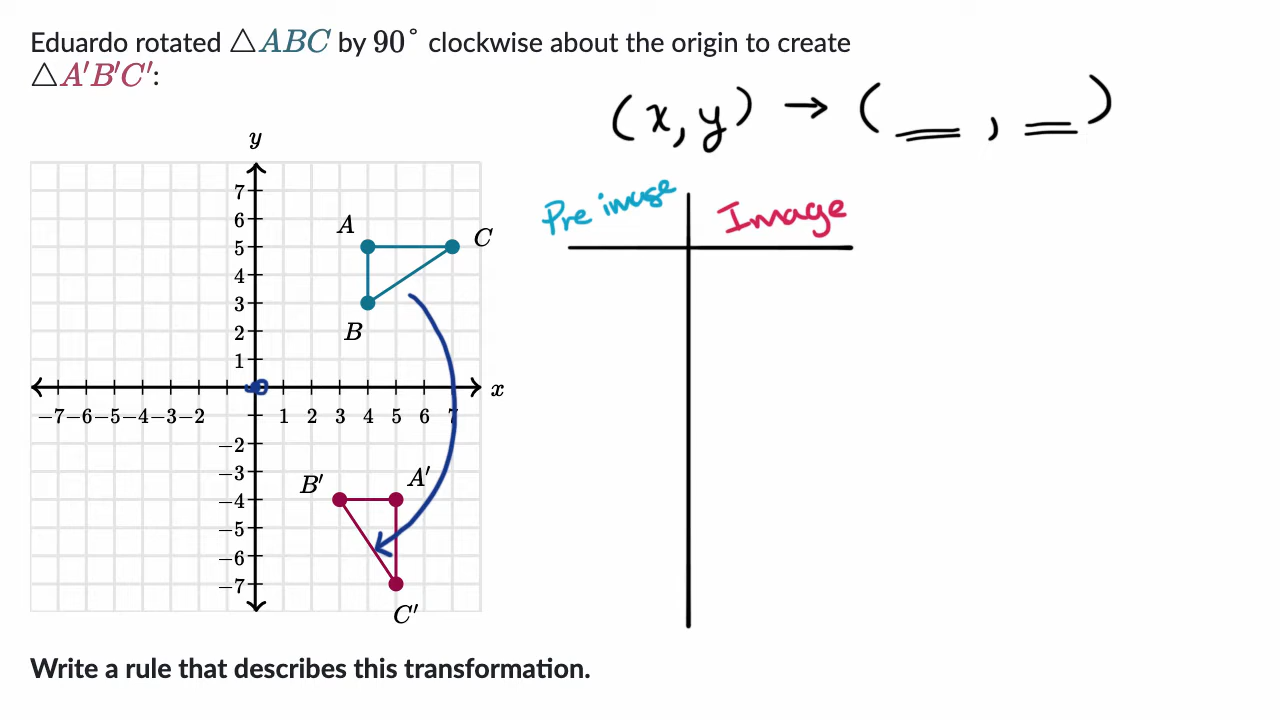 Eduardo rotated △ABC by 90° clockwise about the origin to create
△A′B′C′:
(x,y) → (__, __)
Pre image
Image
y
7
6
5
4
3
2
1
A
C
B
x
−7 −6 −5 −4 −3 −2
1 2 3 4 5 6 7
−2
−3
−4
−5
−6
−7
B′
A′
C′
Write a rule that describes this transformation.